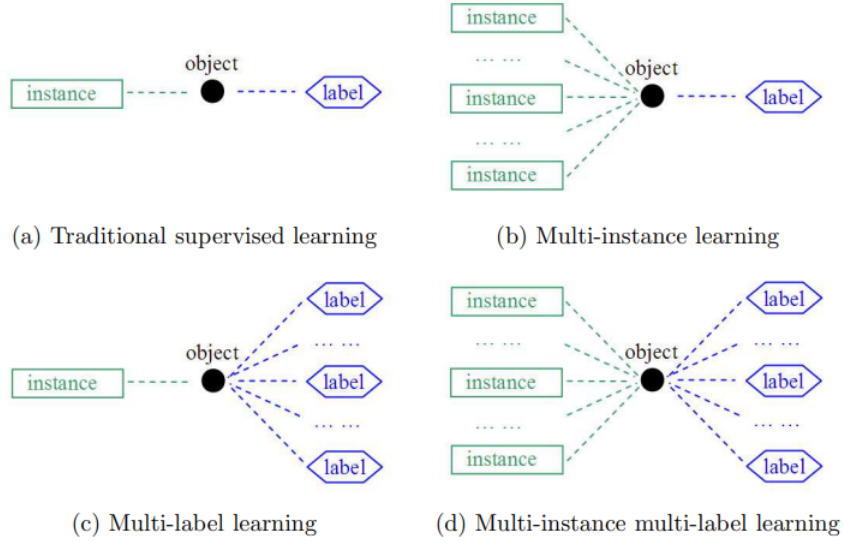 object
instance
label
(a) Traditional supervised learning
instance
... ...
object
instance
label
... ...
instance
(b) Multi-instance learning
label
... ...
object
instance
label
... ...
label
(c) Multi-label learning
instance
label
... ...
... ...
object
instance
label
... ...
... ...
instance
label
(d) Multi-instance multi-label learning